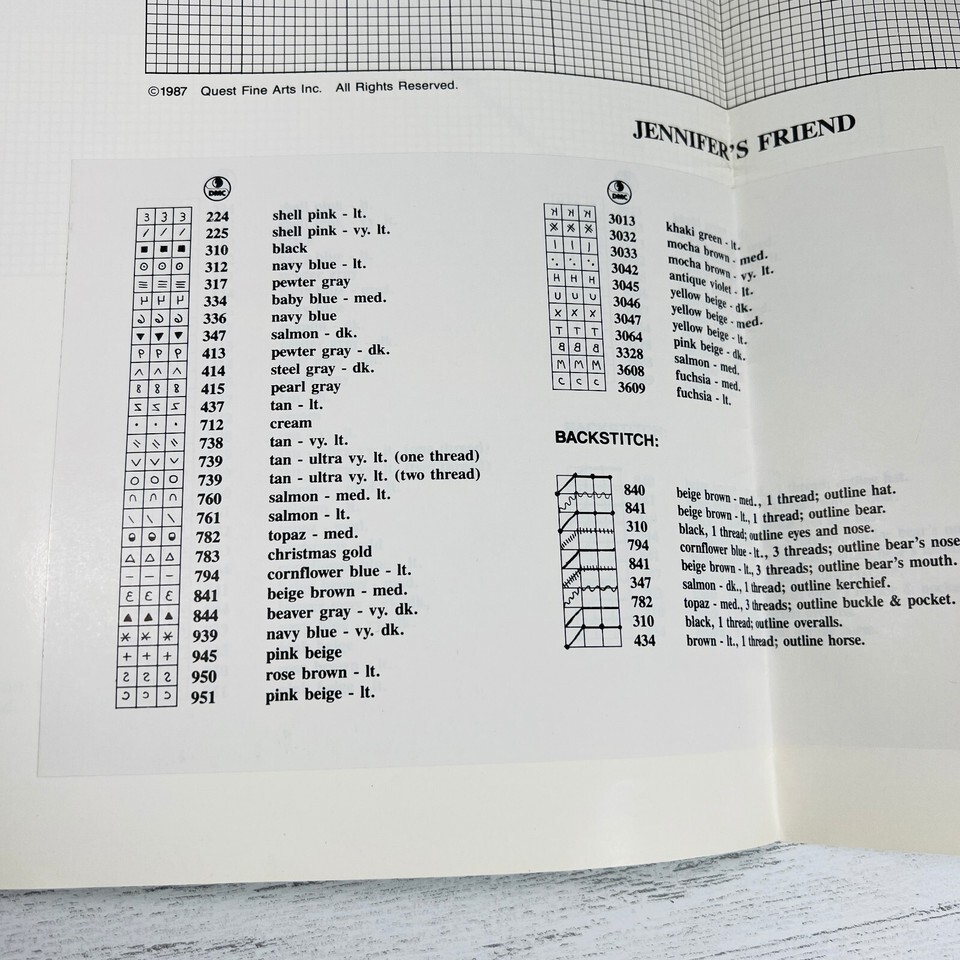 ©1987 Quest Fine Arts Inc. All Rights Reserved.
JENNIFER'S FRIEND
DMC
3 3 3 224 shell pink - lt.
/ / / 225 shell pink - vy. lt.
■ ■ ■ 310 black
⊙ ⊙ ⊙ 312 navy blue - lt.
317 pewter gray
334 baby blue - med.
336 navy blue
▼ ▼ ▼ 347 salmon - dk.
P P P 413 pewter gray - dk.
∧ ∧ ∧ 414 steel gray - dk.
8 8 8 415 pearl gray
437 tan - lt.
· · · 712 cream
738 tan - vy. lt.
∨ ∨ ∨ 739 tan - ultra vy. lt. (one thread)
O O O 739 tan - ultra vy. lt. (two thread)
∩ ∩ ∩ 760 salmon - med. lt.
\ \ \ 761 salmon - lt.
782 topaz - med.
△ △ △ 783 christmas gold
– – – 794 cornflower blue - lt.
Ɛ Ɛ Ɛ 841 beige brown - med.
▲ ▲ ▲ 844 beaver gray - vy. dk.
939 navy blue - vy. dk.
+ + + 945 pink beige
950 rose brown - lt.
951 pink beige - lt.
DMC
3013 khaki green - lt.
3032 mocha brown - med.
| | | 3033 mocha brown - vy. lt.
3042 antique violet - lt.
H H H 3045 yellow beige - dk.
U U U 3046 yellow beige - med.
X X X 3047 yellow beige - lt.
T T T 3064 pink beige - dk.
3328 salmon - med.
M M M 3608 fuchsia - med.
C C C 3609 fuchsia - lt.
BACKSTITCH:
840 beige brown - med., 1 thread; outline hat.
841 beige brown - lt., 1 thread; outline bear.
310 black, 1 thread; outline eyes and nose.
794 cornflower blue - lt., 3 threads; outline bear's nose
841 beige brown - lt., 3 threads; outline bear's mouth.
347 salmon - dk., 1 thread; outline kerchief.
782 topaz - med., 3 threads; outline buckle & pocket.
310 black, 1 thread; outline overalls.
434 brown - lt., 1 thread; outline horse.